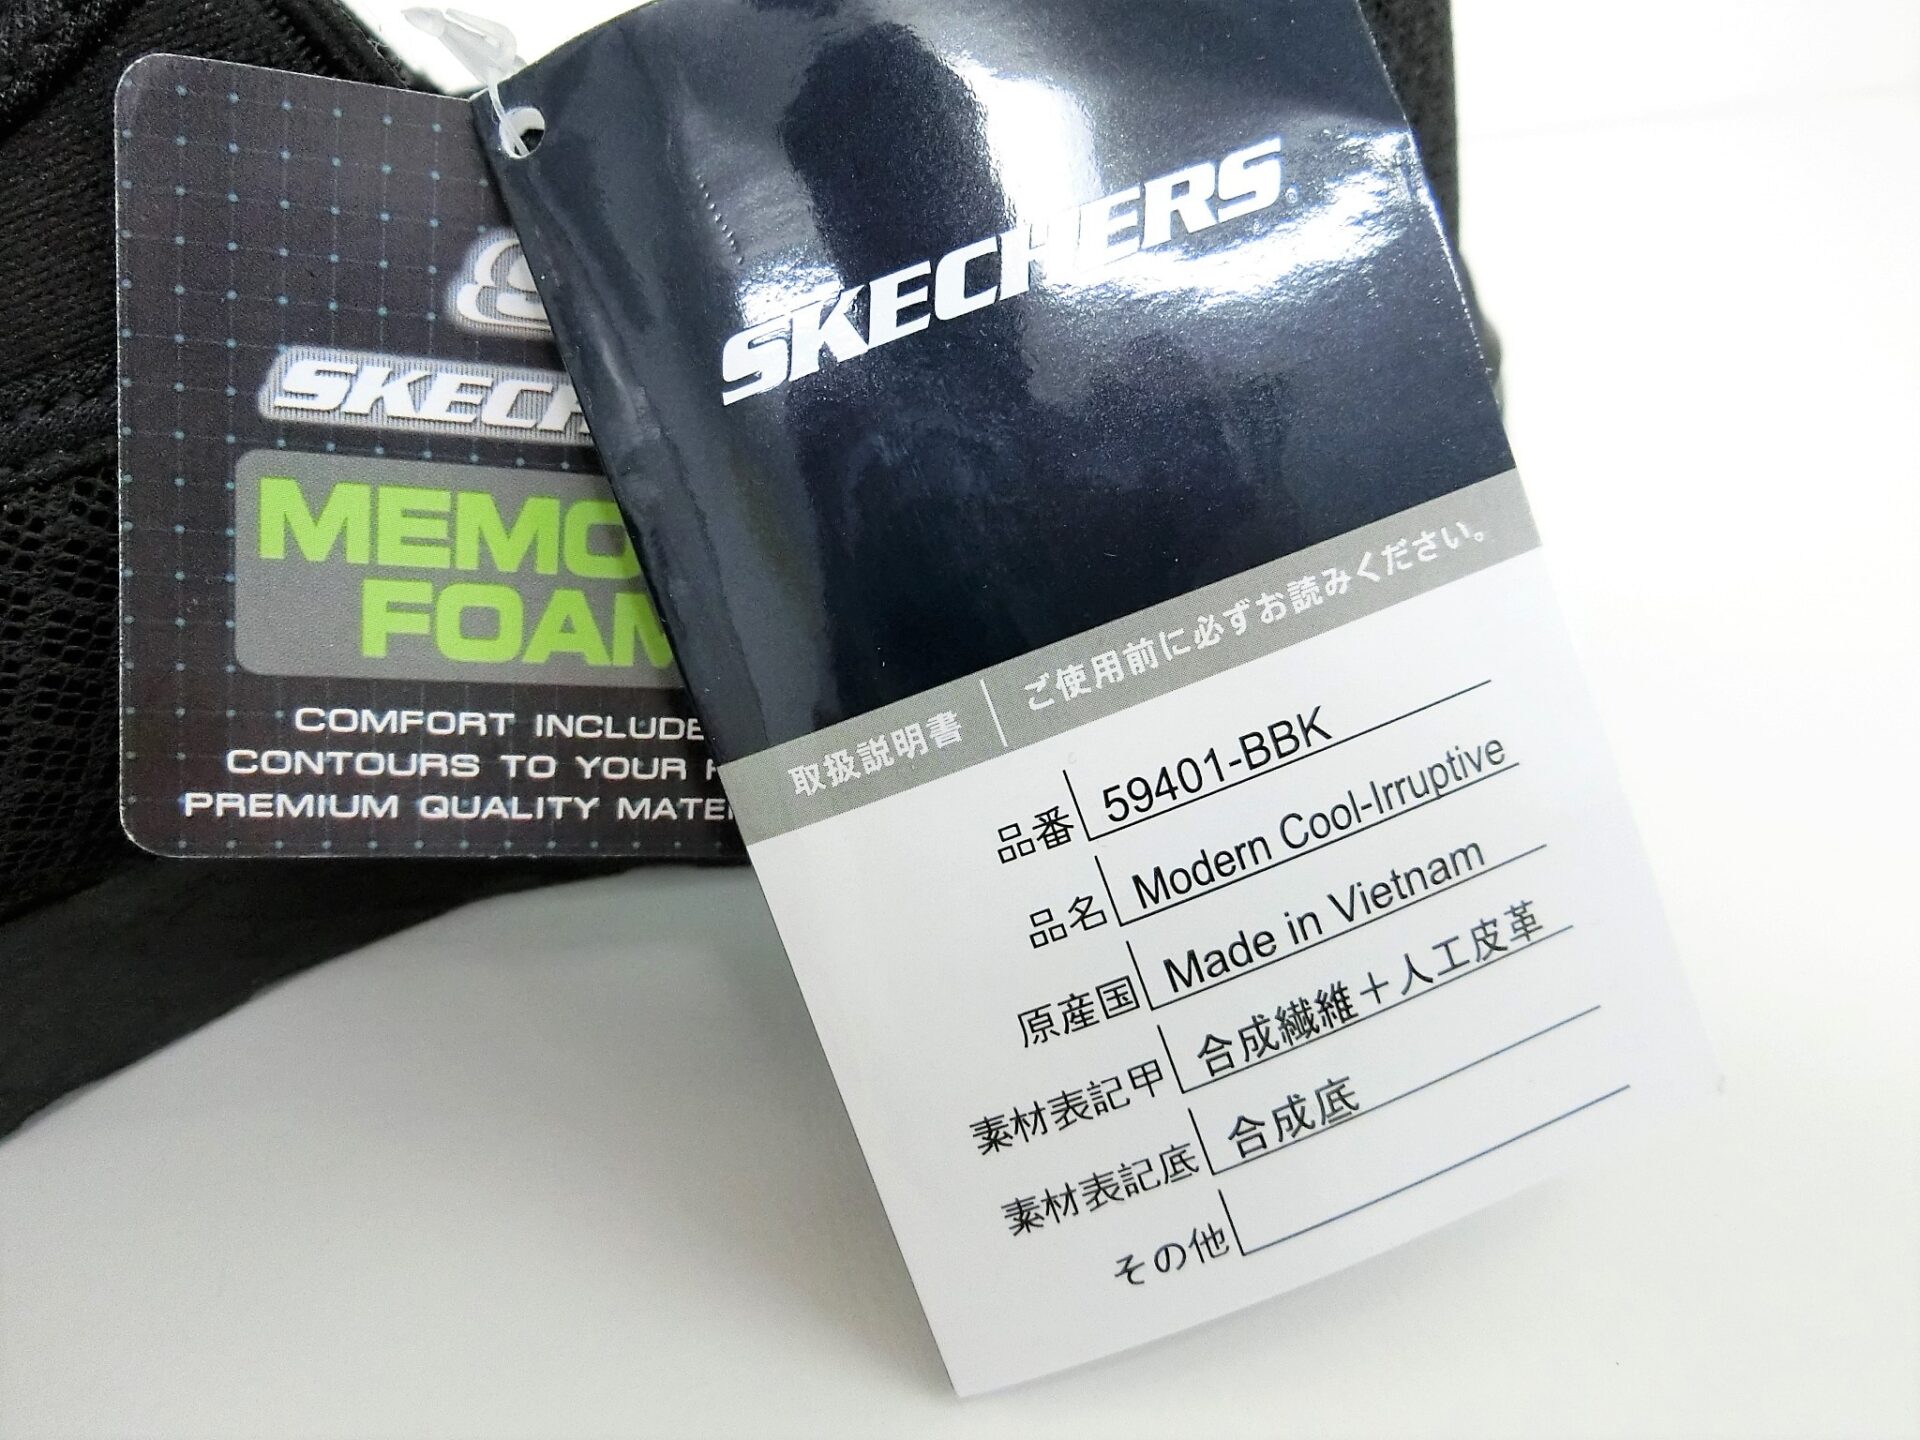 SKECHERS
MEMO
FOAM
COMFORT INCLUDE
CONTOURS TO YOUR
PREMIUM QUALITY MATE
SKECHERS
取扱説明書 ご使用前に必ずお読みください。
品番 59401-BBK
品名 Modern Cool-Irruptive
原産国 Made in Vietnam
素材表記甲 合成繊維＋人工皮革
素材表記底 合成底
その他